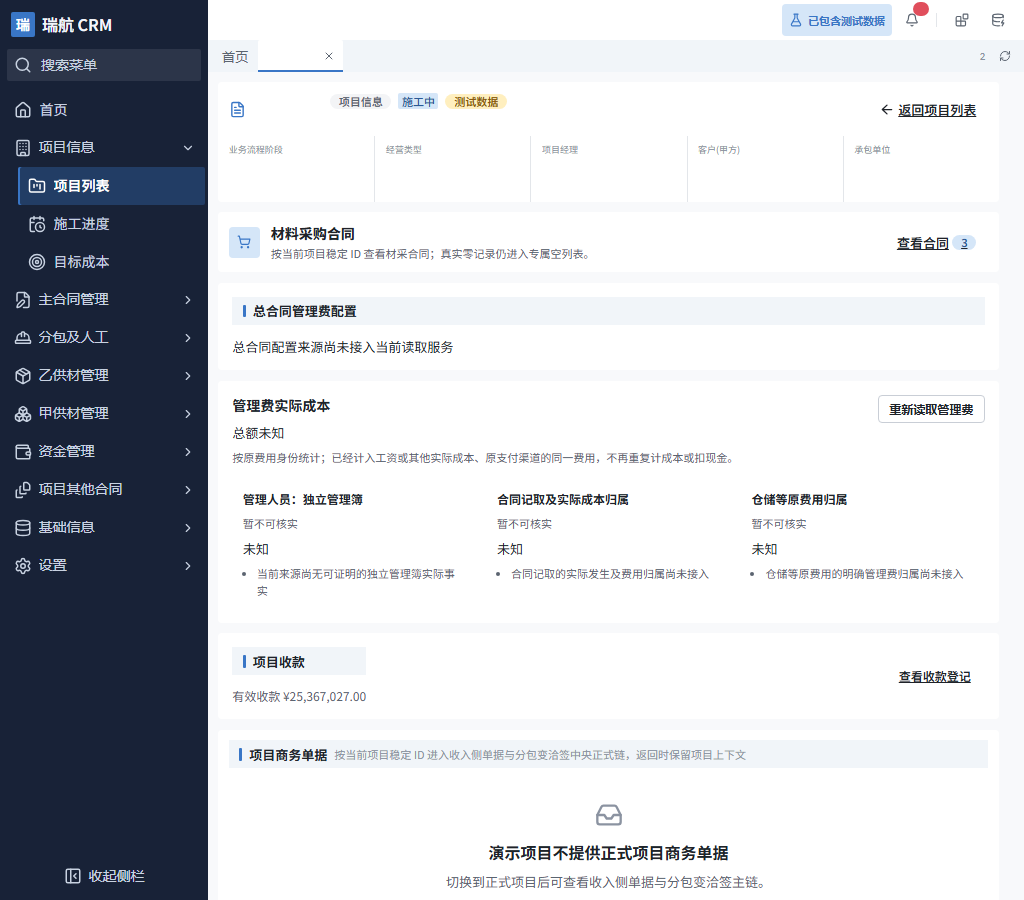 瑞 瑞航 CRM
已包含测试数据
搜索菜单
首页
2
首页
项目信息
项目列表
施工进度
目标成本
主合同管理
分包及人工
乙供材管理
甲供材管理
资金管理
项目其他合同
基础信息
设置
收起侧栏
项目信息 施工中 测试数据
返回项目列表
业务流程阶段 经营类型 项目经理 客户(甲方) 承包单位
材料采购合同
按当前项目稳定 ID 查看材采合同；真实零记录仍进入专属空列表。
查看合同 3
总合同管理费配置
总合同配置来源尚未接入当前读取服务
管理费实际成本
重新读取管理费
总额未知
按原费用身份统计；已经计入工资或其他实际成本、原支付渠道的同一费用，不再重复计成本或扣现金。
管理人员：独立管理簿
暂不可核实
未知
当前来源尚无可证明的独立管理簿实际事
实
合同记取及实际成本归属
暂不可核实
未知
合同记取的实际发生及费用归属尚未接入
仓储等原费用归属
暂不可核实
未知
仓储等原费用的明确管理费归属尚未接入
项目收款
有效收款 ¥25,367,027.00
查看收款登记
项目商务单据 按当前项目稳定 ID 进入收入侧单据与分包变洽签中央正式链，返回时保留项目上下文
演示项目不提供正式项目商务单据
切换到正式项目后可查看收入侧单据与分包变洽签主链。